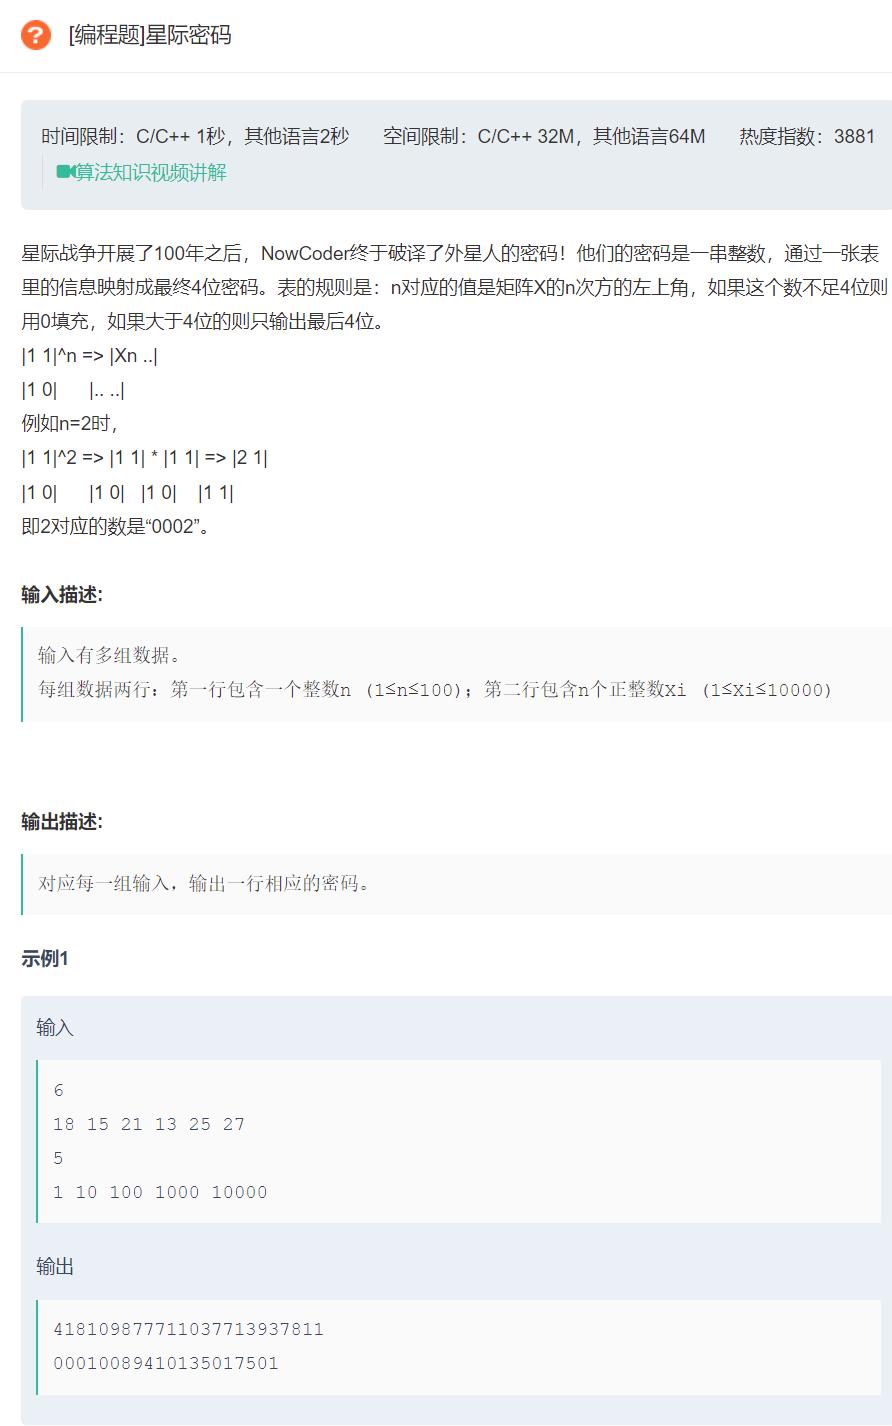 [编程题]星际密码
时间限制：C/C++ 1秒，其他语言2秒 空间限制：C/C++ 32M，其他语言64M 热度指数：3881
算法知识视频讲解
星际战争开展了100年之后，NowCoder终于破译了外星人的密码！他们的密码是一串整数，通过一张表
里的信息映射成最终4位密码。表的规则是：n对应的值是矩阵X的n次方的左上角，如果这个数不足4位则
用0填充，如果大于4位的则只输出最后4位。
|1 1|^n => |Xn ..|
|1 0| |.. ..|
例如n=2时，
|1 1|^2 => |1 1| * |1 1| => |2 1|
|1 0| |1 0| |1 0| |1 1|
即2对应的数是“0002”。
输入描述:
输入有多组数据。
每组数据两行：第一行包含一个整数n (1≤n≤100)；第二行包含n个正整数Xi (1≤Xi≤10000)
输出描述:
对应每一组输入，输出一行相应的密码。
示例1
输入
6
18 15 21 13 25 27
5
1 10 100 1000 10000
输出
418109877711037713937811
00010089410135017501